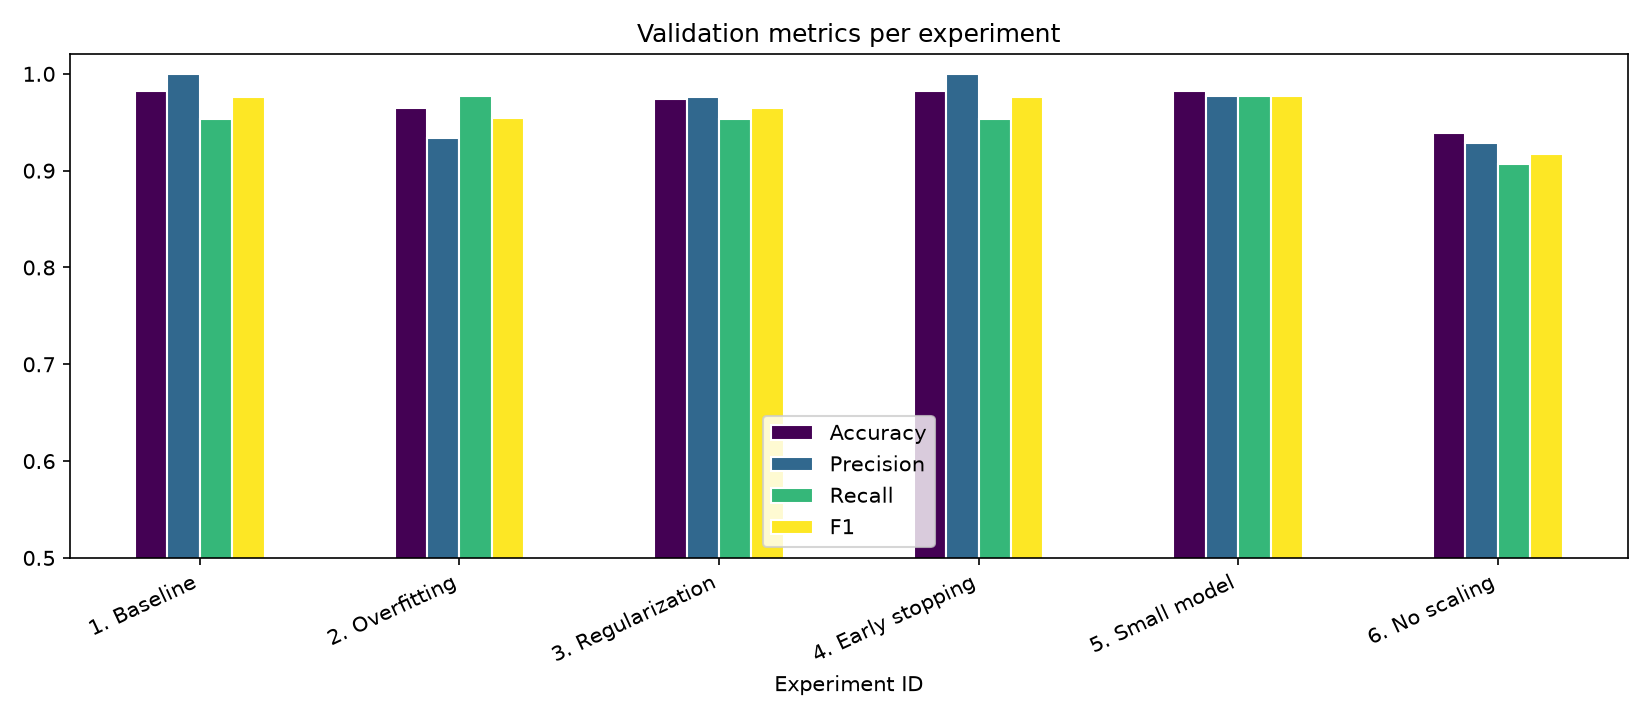 Validation metrics per experiment
1.0
0.9
0.8
0.7
0.6
0.5
Accuracy
Precision
Recall
F1
1. Baseline
2. Overfitting
3. Regularization
4. Early stopping
5. Small model
6. No scaling
Experiment ID